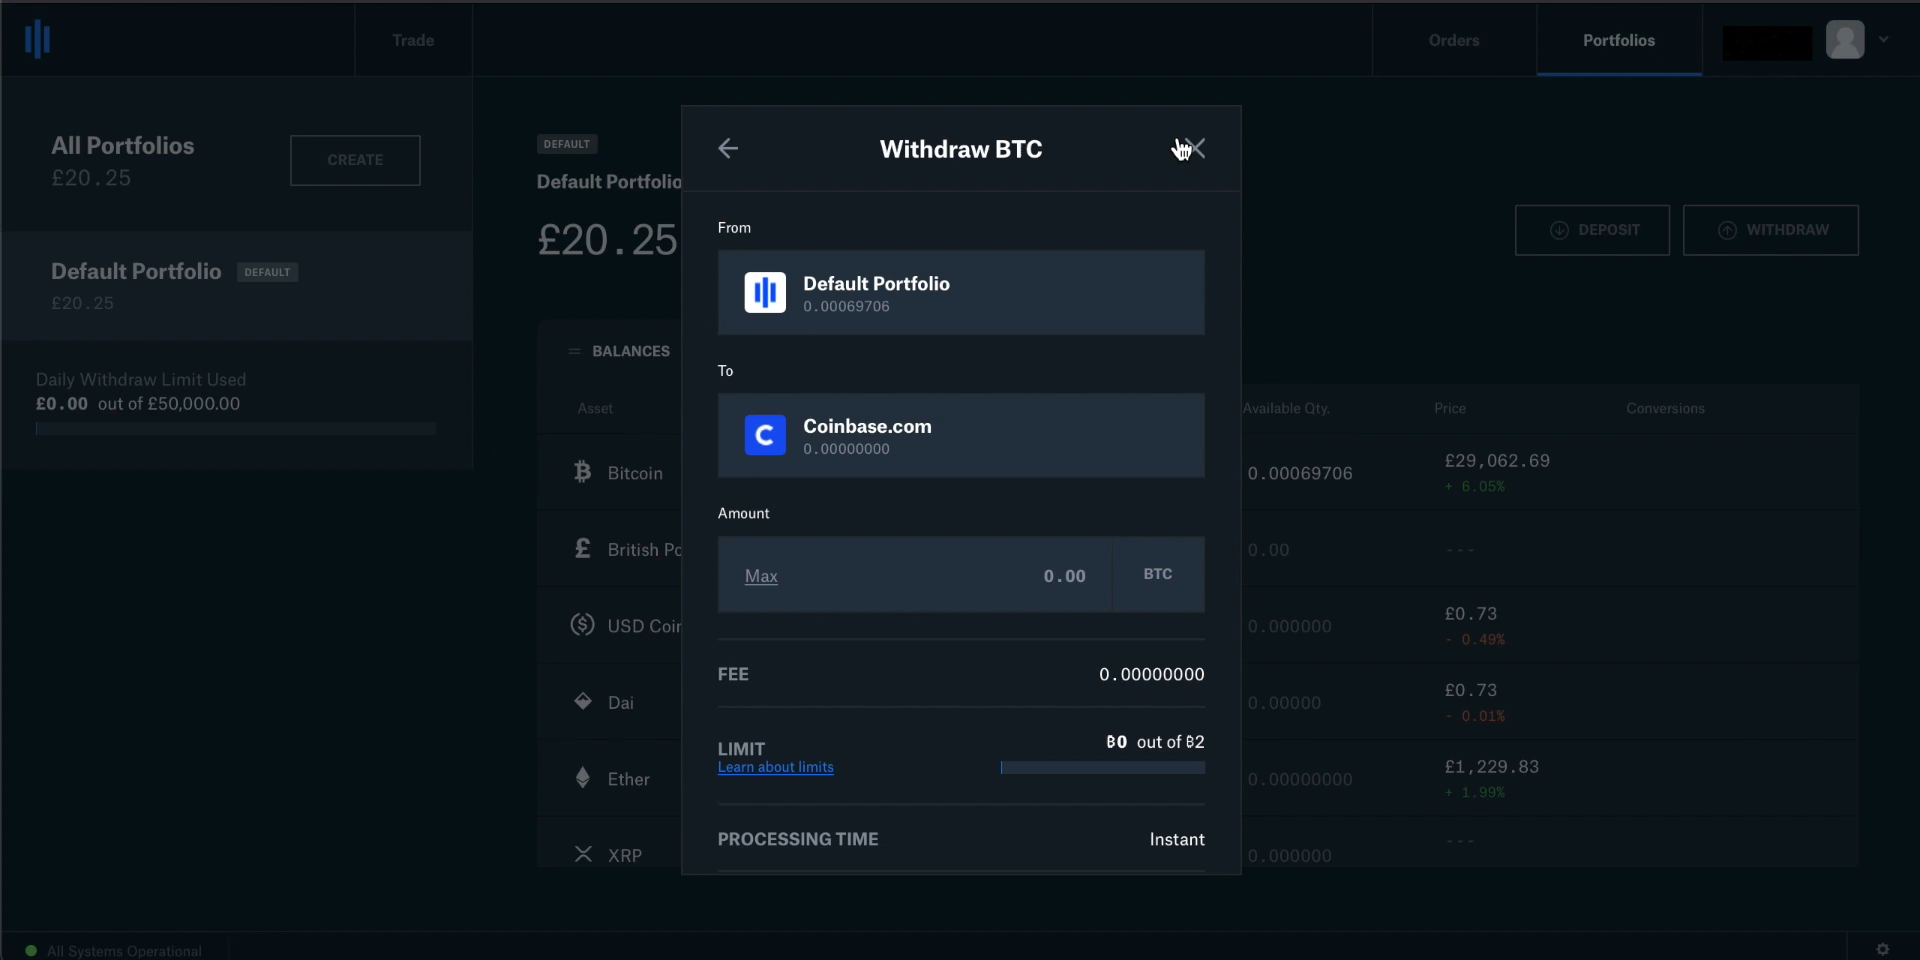 Trade
Orders
Portfolios
All Portfolios
£20.25
CREATE
Default Portfolio DEFAULT
£20.25
Daily Withdraw Limit Used
£0.00 out of £50,000.00
DEFAULT
Default Portfolio
£20.25
DEPOSIT
WITHDRAW
BALANCES
Asset
Available Qty.
Price
Conversions
Bitcoin
0.00069706
£29,062.69
+ 6.05%
British Po
0.00
---
USD Coin
0.000000
£0.73
- 0.49%
Dai
0.00000
£0.73
- 0.01%
Ether
0.00000000
£1,229.83
+ 1.99%
XRP
0.000000
---
Withdraw BTC
From
Default Portfolio
0.00069706
To
Coinbase.com
0.00000000
Amount
Max 0.00 BTC
FEE 0.00000000
LIMIT
Learn about limits
₿0 out of ₿2
PROCESSING TIME Instant
All Systems Operational